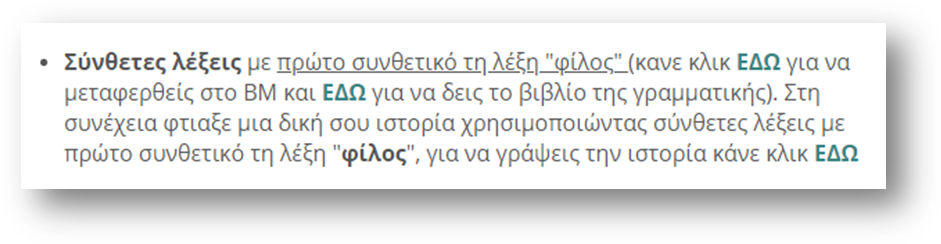 • Σύνθετες λέξεις με πρώτο συνθετικό τη λέξη "φίλος" (κανε κλικ ΕΔΩ για να
μεταφερθείς στο ΒΜ και ΕΔΩ για να δεις το βιβλίο της γραμματικής). Στη
συνέχεια φτιαξε μια δική σου ιστορία χρησιμοποιώντας σύνθετες λέξεις με
πρώτο συνθετικό τη λέξη "φίλος", για να γράψεις την ιστορία κάνε κλικ ΕΔΩ